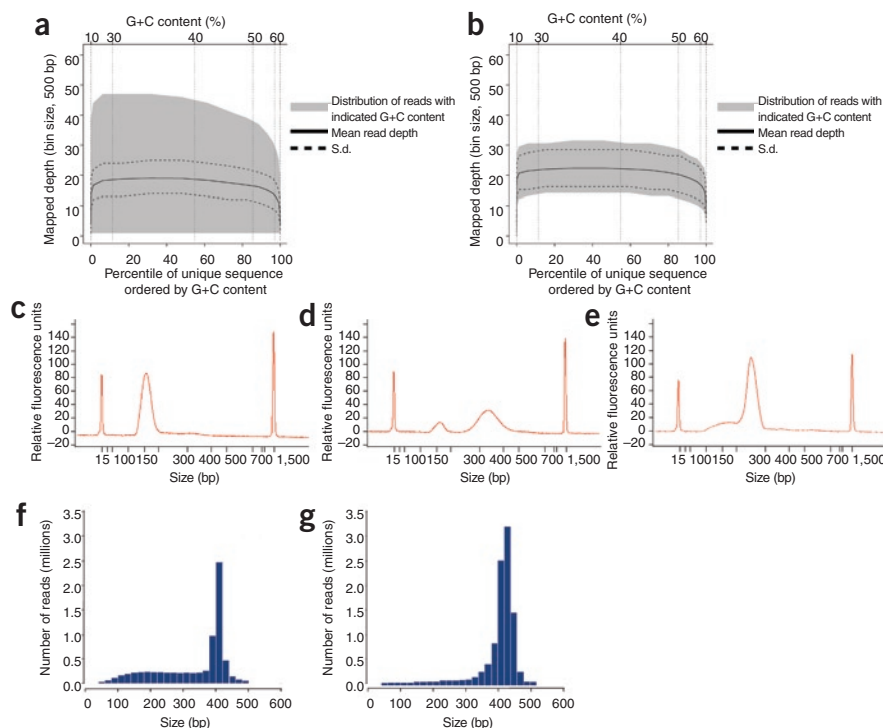 a
G+C content (%)
10 30 40 50 60
Mapped depth (bin size, 500 bp)
60
50
40
30
20
10
0
0 20 40 60 80 100
Percentile of unique sequence
ordered by G+C content
Distribution of reads with
indicated G+C content
Mean read depth
S.d.
b
G+C content (%)
10 30 40 50 60
Mapped depth (bin size, 500 bp)
60
50
40
30
20
10
0
0 20 40 60 80 100
Percentile of unique sequence
ordered by G+C content
Distribution of reads with
indicated G+C content
Mean read depth
S.d.
c
Relative fluorescence units
140
120
100
80
60
40
20
0
–20
15 100 150 300 400 500 700 1,500
Size (bp)
d
Relative fluorescence units
140
120
100
80
60
40
20
0
–20
15 100 150 300 400 500 700 1,500
Size (bp)
e
Relative fluorescence units
140
120
100
80
60
40
20
0
–20
15 100 150 300 400 500 700 1,500
Size (bp)
f
Number of reads (millions)
3.5
3.0
2.5
2.0
1.5
1.0
0.5
0.0
0 100 200 300 400 500 600
Size (bp)
g
Number of reads (millions)
3.5
3.0
2.5
2.0
1.5
1.0
0.5
0.0
0 100 200 300 400 500 600
Size (bp)